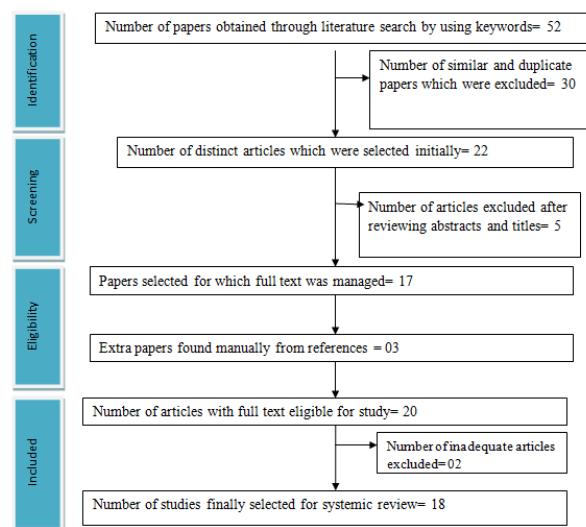 Identification
Number of papers obtained through literature search by using keywords= 52
Number of similar and duplicate
papers which were excluded= 30
Screening
Number of distinct articles which were selected initially= 22
Number of articles excluded after
reviewing abstracts and titles= 5
Eligibility
Papers selected for which full text was managed= 17
Extra papers found manually from references = 03
Included
Number of articles with full text eligible for study= 20
Number of inadequate articles
excluded=02
Number of studies finally selected for systemic review= 18